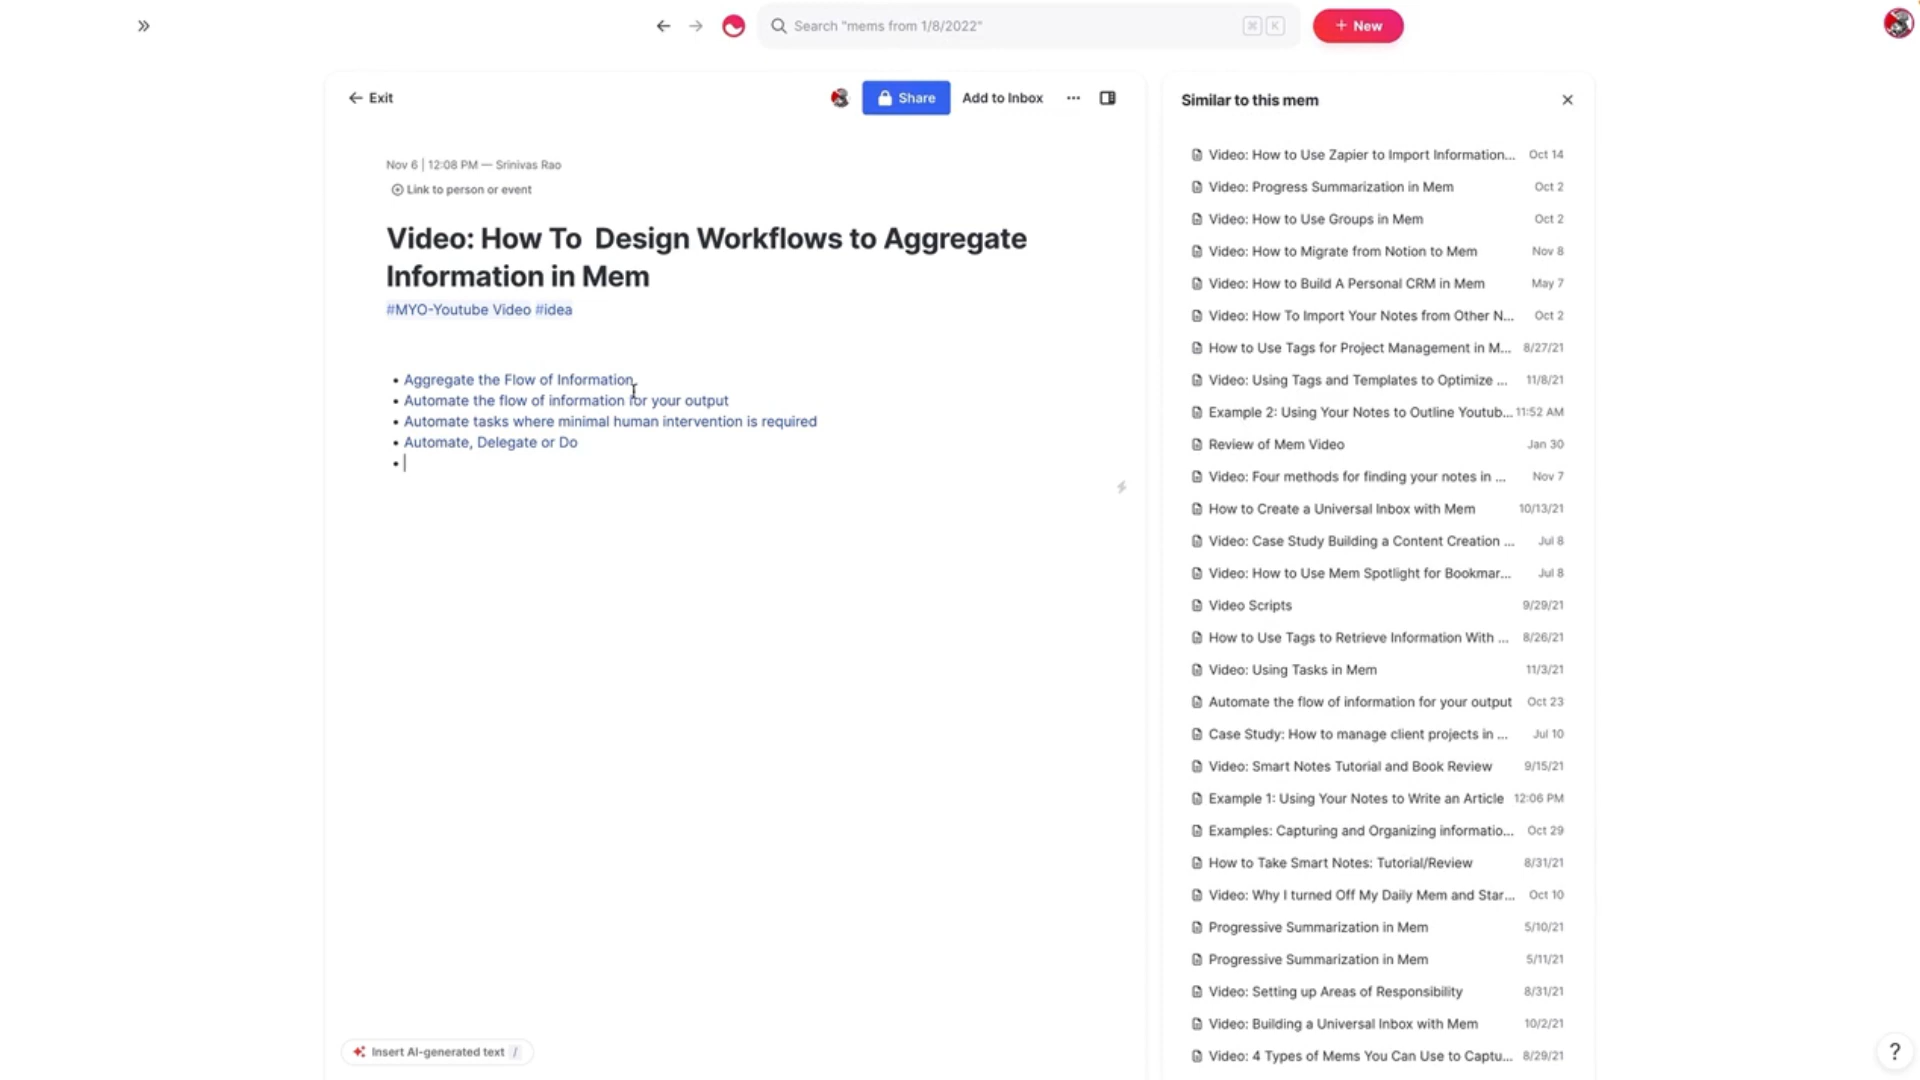 Search "mems from 1/8/2022"
⌘ K
+ New
Exit
Share
Add to Inbox
Nov 6 | 12:08 PM — Srinivas Rao
Link to person or event
Video: How To Design Workflows to Aggregate
Information in Mem
#MYO-Youtube Video #idea
• Aggregate the Flow of Information
• Automate the flow of information for your output
• Automate tasks where minimal human intervention is required
• Automate, Delegate or Do
•
Insert AI-generated text /
Similar to this mem
Video: How to Use Zapier to Import Information... Oct 14
Video: Progress Summarization in Mem Oct 2
Video: How to Use Groups in Mem Oct 2
Video: How to Migrate from Notion to Mem Nov 8
Video: How to Build A Personal CRM in Mem May 7
Video: How To Import Your Notes from Other N... Oct 2
How to Use Tags for Project Management in M... 8/27/21
Video: Using Tags and Templates to Optimize ... 11/8/21
Example 2: Using Your Notes to Outline Youtub... 11:52 AM
Review of Mem Video Jan 30
Video: Four methods for finding your notes in ... Nov 7
How to Create a Universal Inbox with Mem 10/13/21
Video: Case Study Building a Content Creation ... Jul 8
Video: How to Use Mem Spotlight for Bookmar... Jul 8
Video Scripts 9/29/21
How to Use Tags to Retrieve Information With ... 8/26/21
Video: Using Tasks in Mem 11/3/21
Automate the flow of information for your output Oct 23
Case Study: How to manage client projects in ... Jul 10
Video: Smart Notes Tutorial and Book Review 9/15/21
Example 1: Using Your Notes to Write an Article 12:06 PM
Examples: Capturing and Organizing informatio... Oct 29
How to Take Smart Notes: Tutorial/Review 8/31/21
Video: Why I turned Off My Daily Mem and Star... Oct 10
Progressive Summarization in Mem 5/10/21
Progressive Summarization in Mem 5/11/21
Video: Setting up Areas of Responsibility 8/31/21
Video: Building a Universal Inbox with Mem 10/2/21
Video: 4 Types of Mems You Can Use to Captu... 8/29/21
?